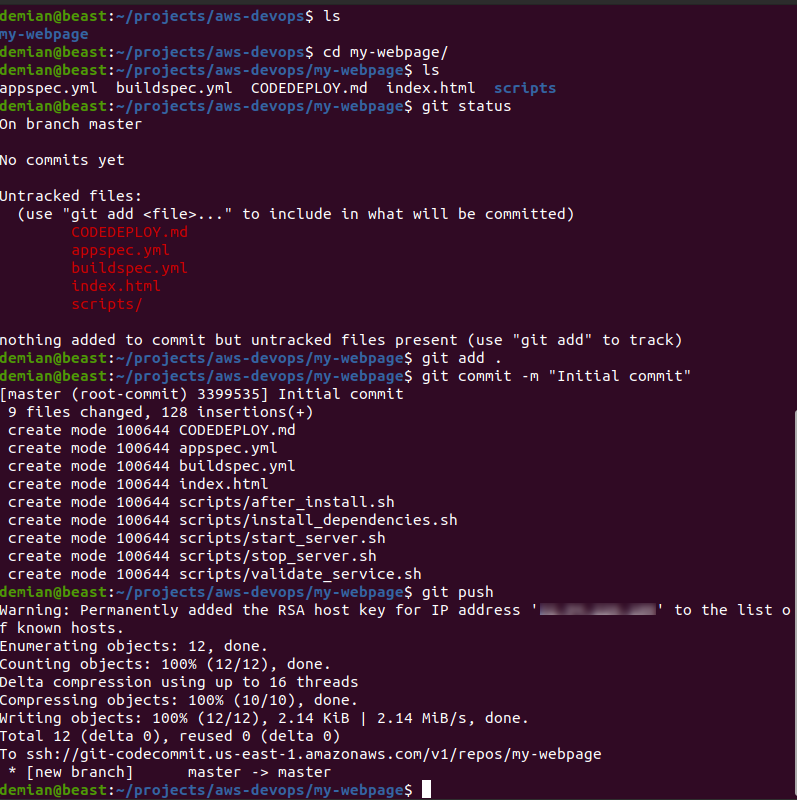 demian@beast:~/projects/aws-devops$ ls
my-webpage
demian@beast:~/projects/aws-devops$ cd my-webpage/
demian@beast:~/projects/aws-devops/my-webpage$ ls
appspec.yml  buildspec.yml  CODEDEPLOY.md  index.html  scripts
demian@beast:~/projects/aws-devops/my-webpage$ git status
On branch master
No commits yet
Untracked files:
  (use "git add <file>..." to include in what will be committed)
        CODEDEPLOY.md
        appspec.yml
        buildspec.yml
        index.html
        scripts/
nothing added to commit but untracked files present (use "git add" to track)
demian@beast:~/projects/aws-devops/my-webpage$ git add .
demian@beast:~/projects/aws-devops/my-webpage$ git commit -m "Initial commit"
[master (root-commit) 3399535] Initial commit
 9 files changed, 128 insertions(+)
 create mode 100644 CODEDEPLOY.md
 create mode 100644 appspec.yml
 create mode 100644 buildspec.yml
 create mode 100644 index.html
 create mode 100644 scripts/after_install.sh
 create mode 100644 scripts/install_dependencies.sh
 create mode 100644 scripts/start_server.sh
 create mode 100644 scripts/stop_server.sh
 create mode 100644 scripts/validate_service.sh
demian@beast:~/projects/aws-devops/my-webpage$ git push
Warning: Permanently added the RSA host key for IP address '' to the list o
f known hosts.
Enumerating objects: 12, done.
Counting objects: 100% (12/12), done.
Delta compression using up to 16 threads
Compressing objects: 100% (10/10), done.
Writing objects: 100% (12/12), 2.14 KiB | 2.14 MiB/s, done.
Total 12 (delta 0), reused 0 (delta 0)
To ssh://git-codecommit.us-east-1.amazonaws.com/v1/repos/my-webpage
 * [new branch]      master -> master
demian@beast:~/projects/aws-devops/my-webpage$